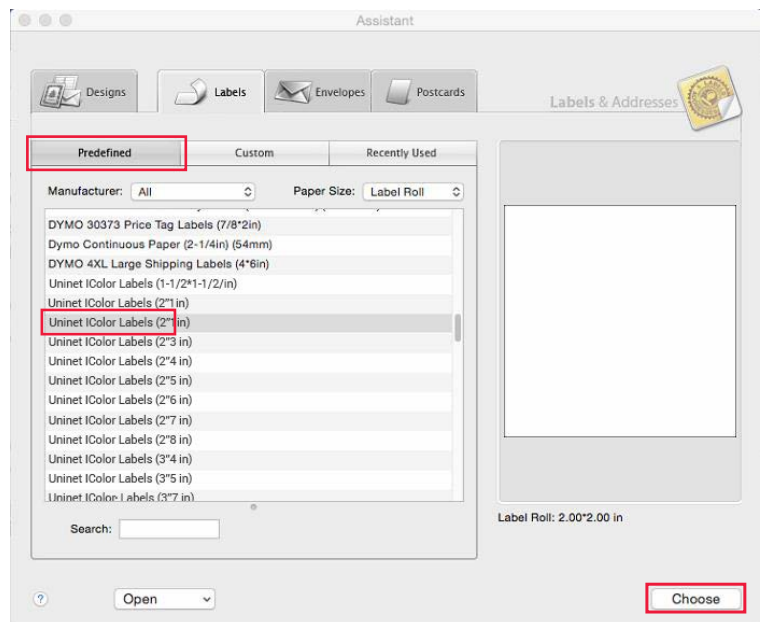 Assistant
Designs
Labels
Envelopes
Postcards
Labels & Addresses
Predefined
Custom
Recently Used
Manufacturer: All
Paper Size: Label Roll
DYMO 30373 Price Tag Labels (7/8*2in)
Dymo Continuous Paper (2-1/4in) (54mm)
DYMO 4XL Large Shipping Labels (4*6in)
Uninet IColor Labels (1-1/2*1-1/2/in)
Uninet IColor Labels (2"1in)
Uninet IColor Labels (2"1in)
Uninet IColor Labels (2"3 in)
Uninet IColor Labels (2"4 in)
Uninet IColor Labels (2"5 in)
Uninet IColor Labels (2"6 in)
Uninet IColor Labels (2"7 in)
Uninet IColor Labels (2"8 in)
Uninet IColor Labels (3"4 in)
Uninet IColor Labels (3"5 in)
Uninet IColor Labels (3"7 in)
Search:
Label Roll: 2.00*2.00 in
?
Open
Choose